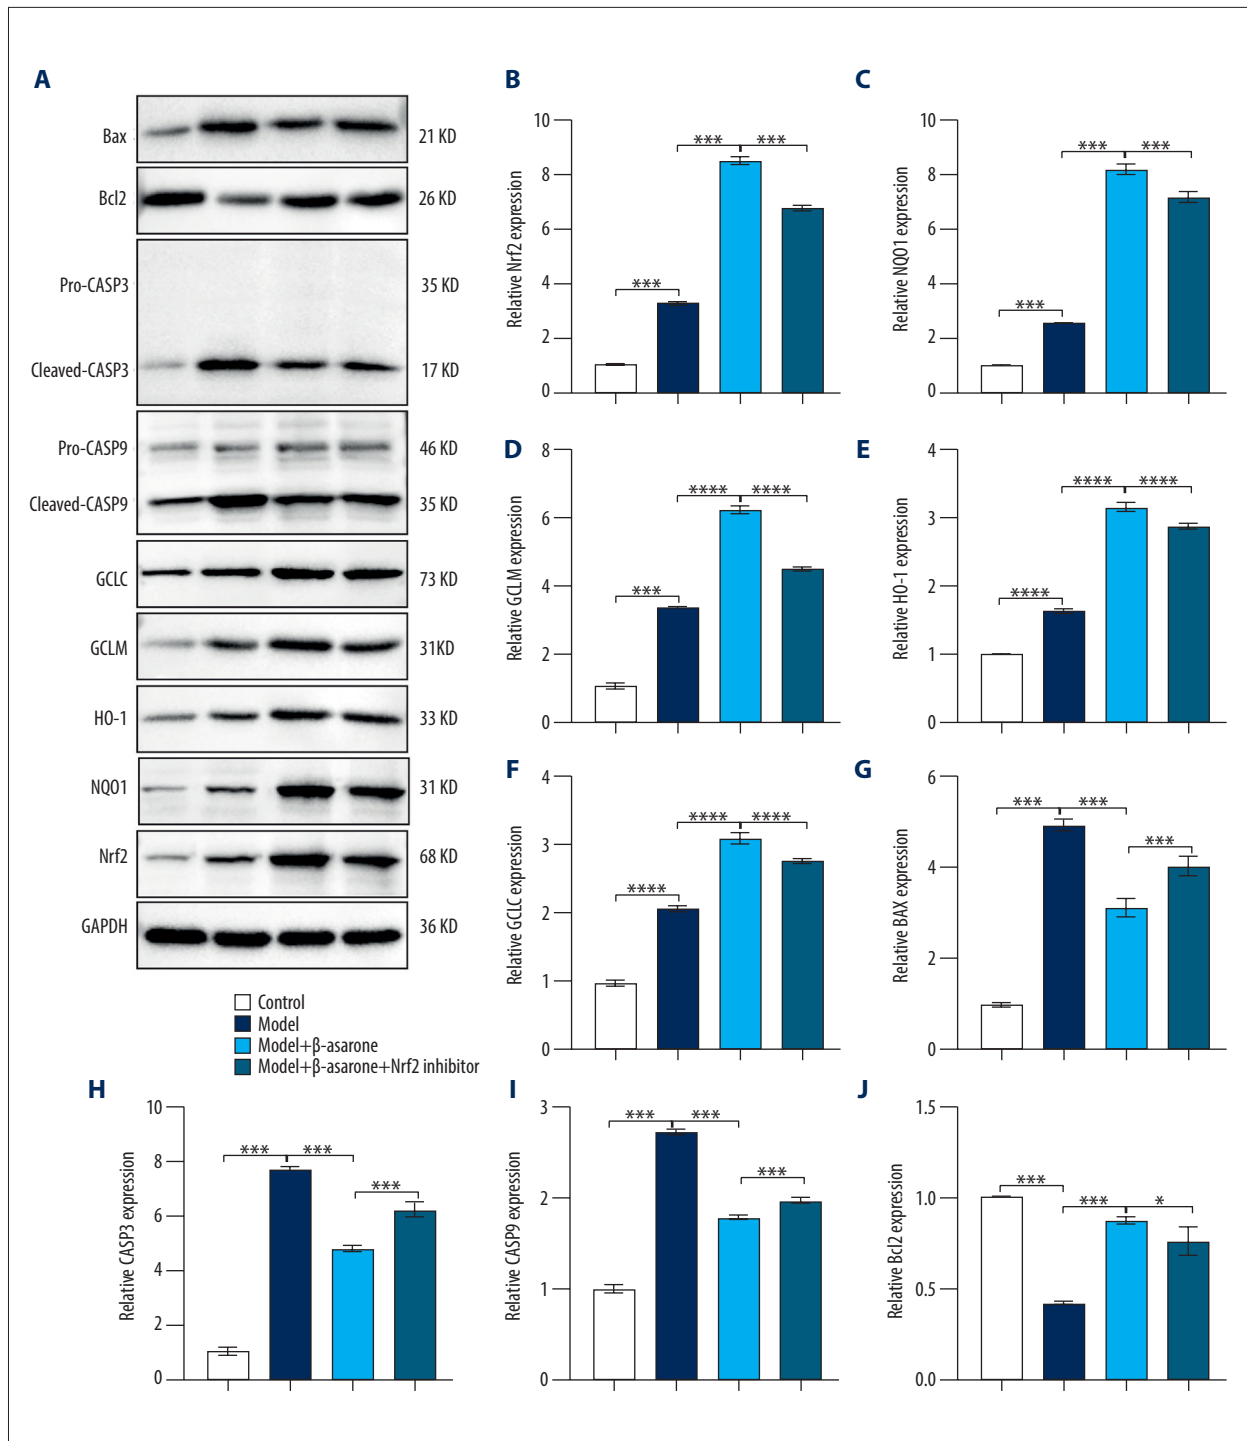 A
Bax 21 KD
Bcl2 26 KD
Pro-CASP3 35 KD
Cleaved-CASP3 17 KD
Pro-CASP9 46 KD
Cleaved-CASP9 35 KD
GCLC 73 KD
GCLM 31KD
HO-1 33 KD
NQO1 31 KD
Nrf2 68 KD
GAPDH 36 KD
Control
Model
Model+β-asarone
Model+β-asarone+Nrf2 inhibitor
B
Relative Nrf2 expression
10
8
6
4
2
0
***
***
***
C
Relative NQO1 expression
10
8
6
4
2
0
***
***
***
D
Relative GCLM expression
8
6
4
2
0
***
****
****
E
Relative HO-1 expression
4
3
2
1
0
****
****
****
F
Relative GCLC expression
4
3
2
1
0
****
****
****
G
Relative BAX expression
6
4
2
0
***
***
***
H
Relative CASP3 expression
10
8
6
4
2
0
***
***
***
I
Relative CASP9 expression
3
2
1
0
***
***
***
J
Relative Bcl2 expression
1.5
1.0
0.5
0.0
***
***
*